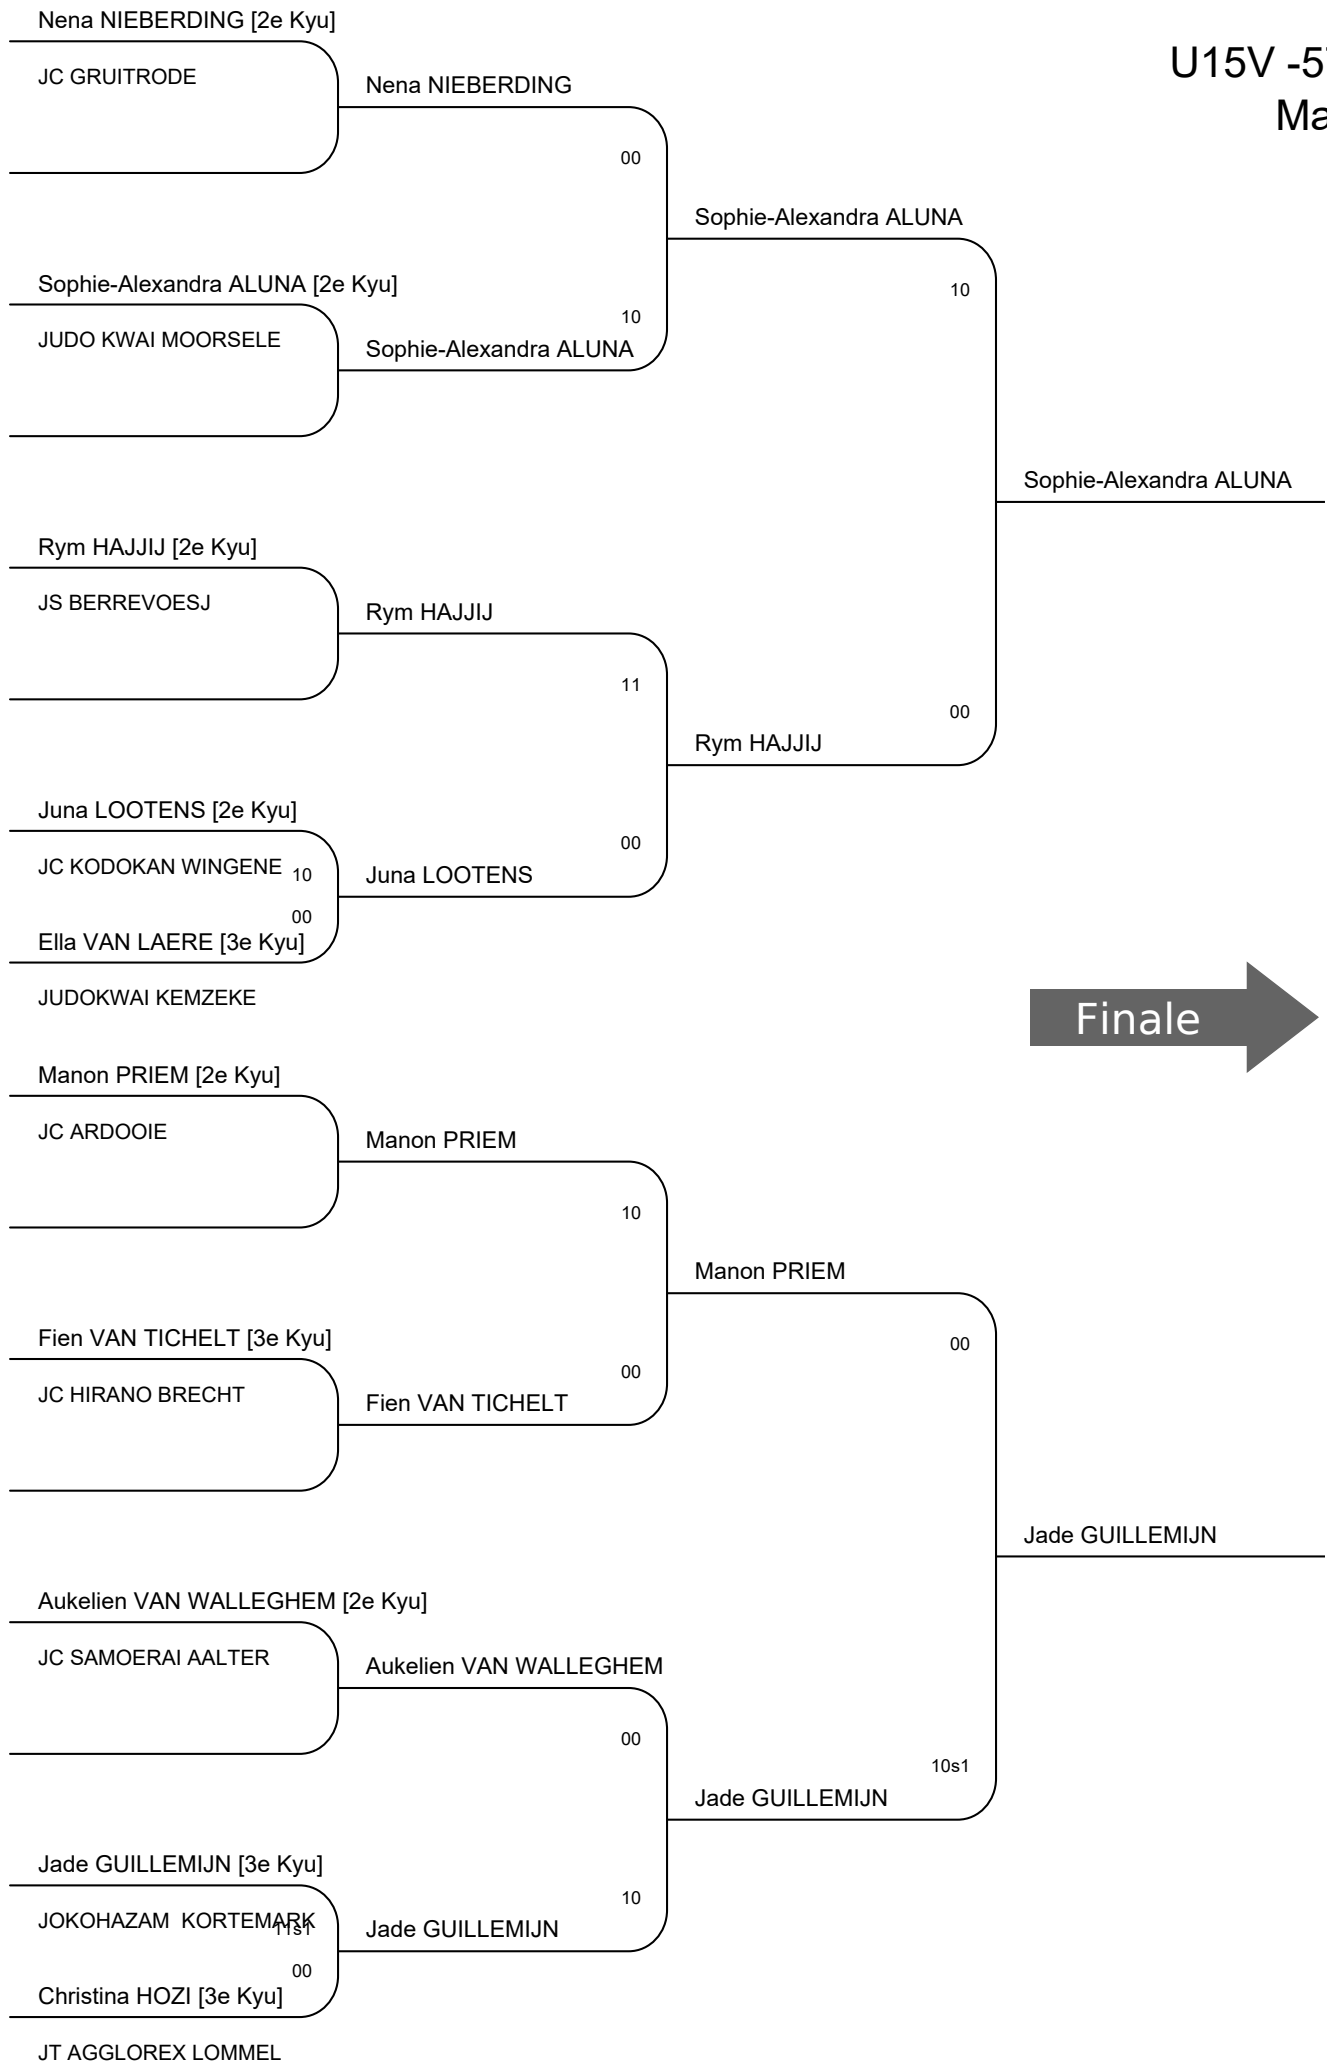 Nena NIEBERDING [2e Kyu]
JC GRUITRODE
Nena NIEBERDING
00
Sophie-Alexandra ALUNA
10
Sophie-Alexandra ALUNA [2e Kyu]
JUDO KWAI MOORSELE
10
Sophie-Alexandra ALUNA
Sophie-Alexandra ALUNA
Rym HAJJIJ [2e Kyu]
JS BERREVOESJ
Rym HAJJIJ
11
00
Rym HAJJIJ
Juna LOOTENS [2e Kyu]
JC KODOKAN WINGENE
10
00
Juna LOOTENS
00
Ella VAN LAERE [3e Kyu]
JUDOKWAI KEMZEKE
Finale
Manon PRIEM [2e Kyu]
JC ARDOOIE
Manon PRIEM
10
Manon PRIEM
00
Fien VAN TICHELT [3e Kyu]
JC HIRANO BRECHT
00
Fien VAN TICHELT
Jade GUILLEMIJN
Aukelien VAN WALLEGHEM [2e Kyu]
JC SAMOERAI AALTER
Aukelien VAN WALLEGHEM
00
10s1
Jade GUILLEMIJN
Jade GUILLEMIJN [3e Kyu]
JOKOHAZAM  KORTEMARK
11s1
10
Jade GUILLEMIJN
00
Christina HOZI [3e Kyu]
JT AGGLOREX LOMMEL
U15V -5
Ma